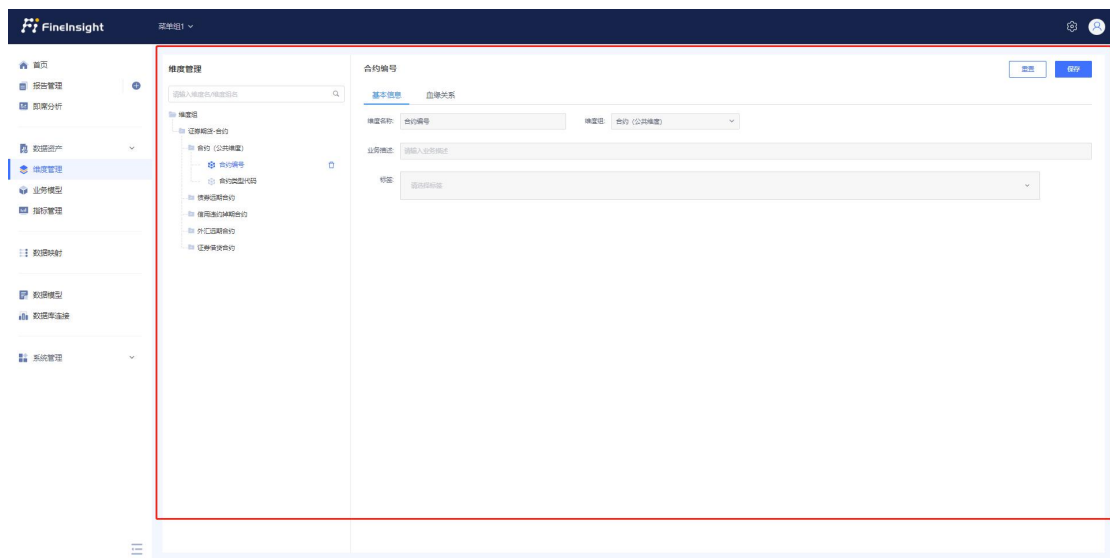 FineInsight
菜单组1
首页
报告管理
即席分析
数据资产
维度管理
业务模型
指标管理
数据映射
数据模型
数据库连接
系统管理
维度管理
请输入维度名/维度描述
维度组
证券期货-合约
合约（公共维度）
合约编号
合约类型代码
债券远期合约
信用违约掉期合约
外汇远期合约
证券借贷合约
合约编号
重置 保存
基本信息 血缘关系
维度名称: 合约编号 维度组: 合约（公共维度）
业务描述: 请输入业务描述
标签: 请选择标签